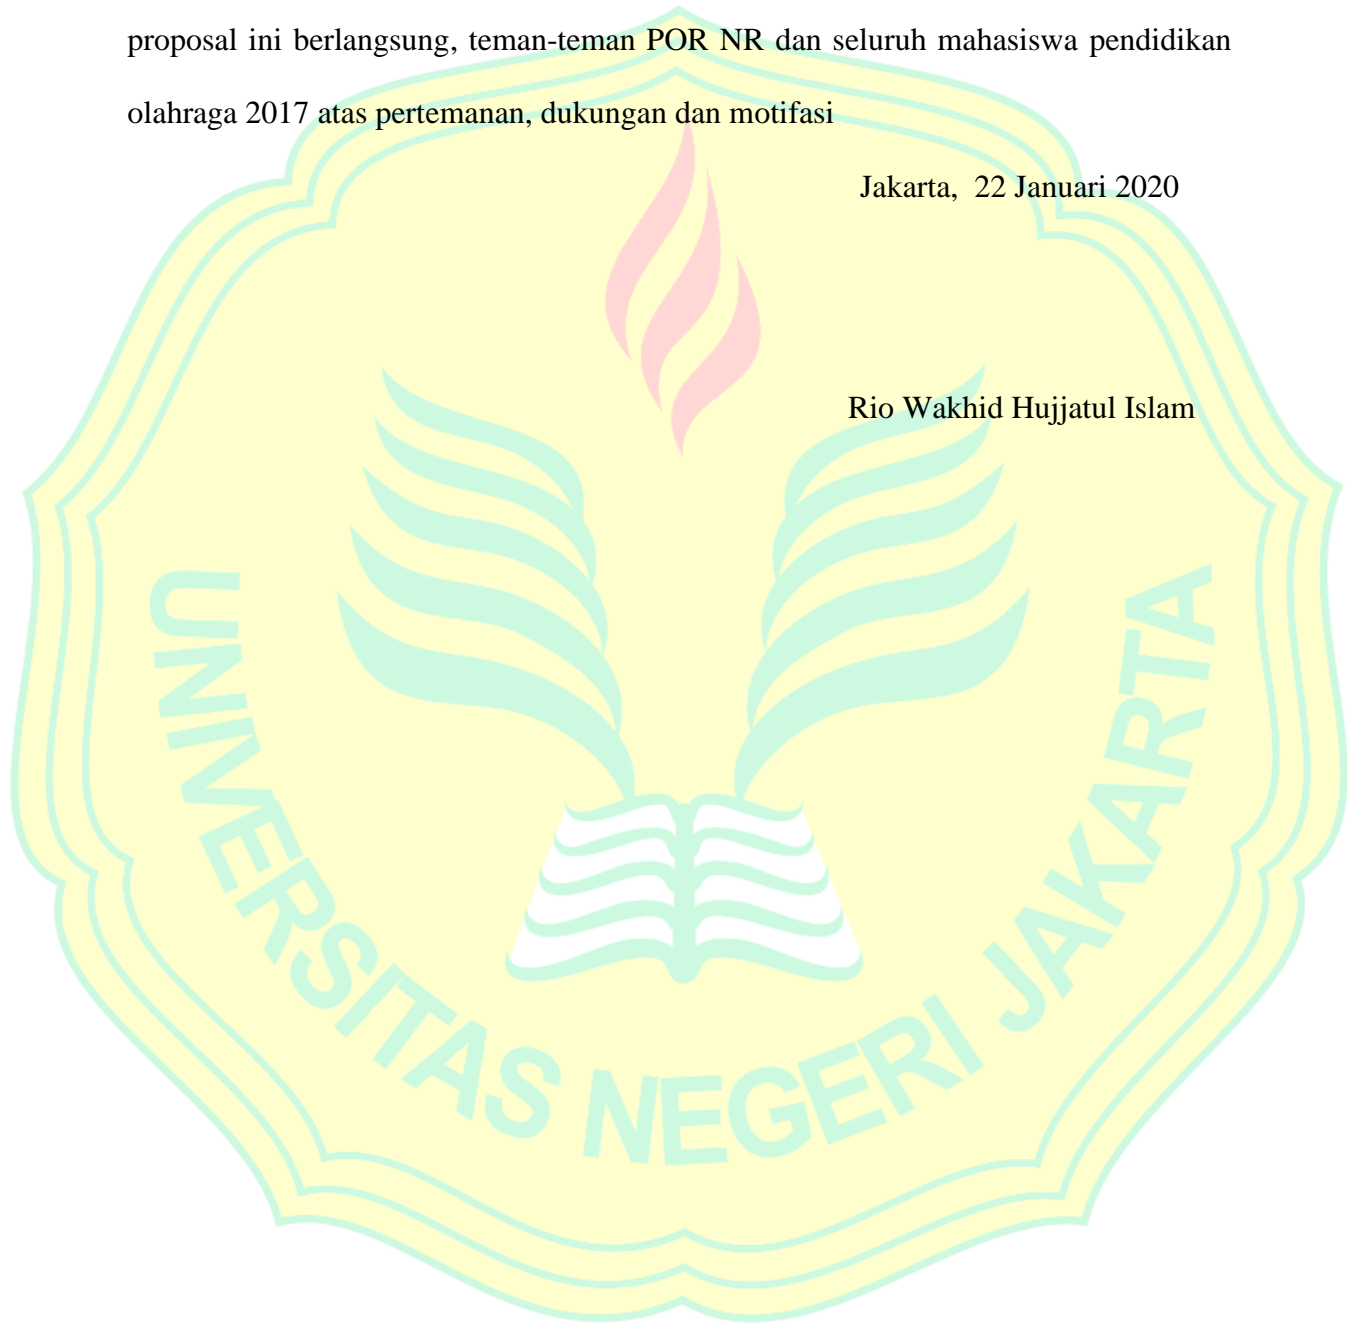 proposal ini berlangsung, teman-teman POR NR dan seluruh mahasiswa pendidikan
olahraga 2017 atas pertemanan, dukungan dan motifasi
Jakarta,  22 Januari 2020
Rio Wakhid Hujjatul Islam
UNIVERSITAS NEGERI JAKARTA